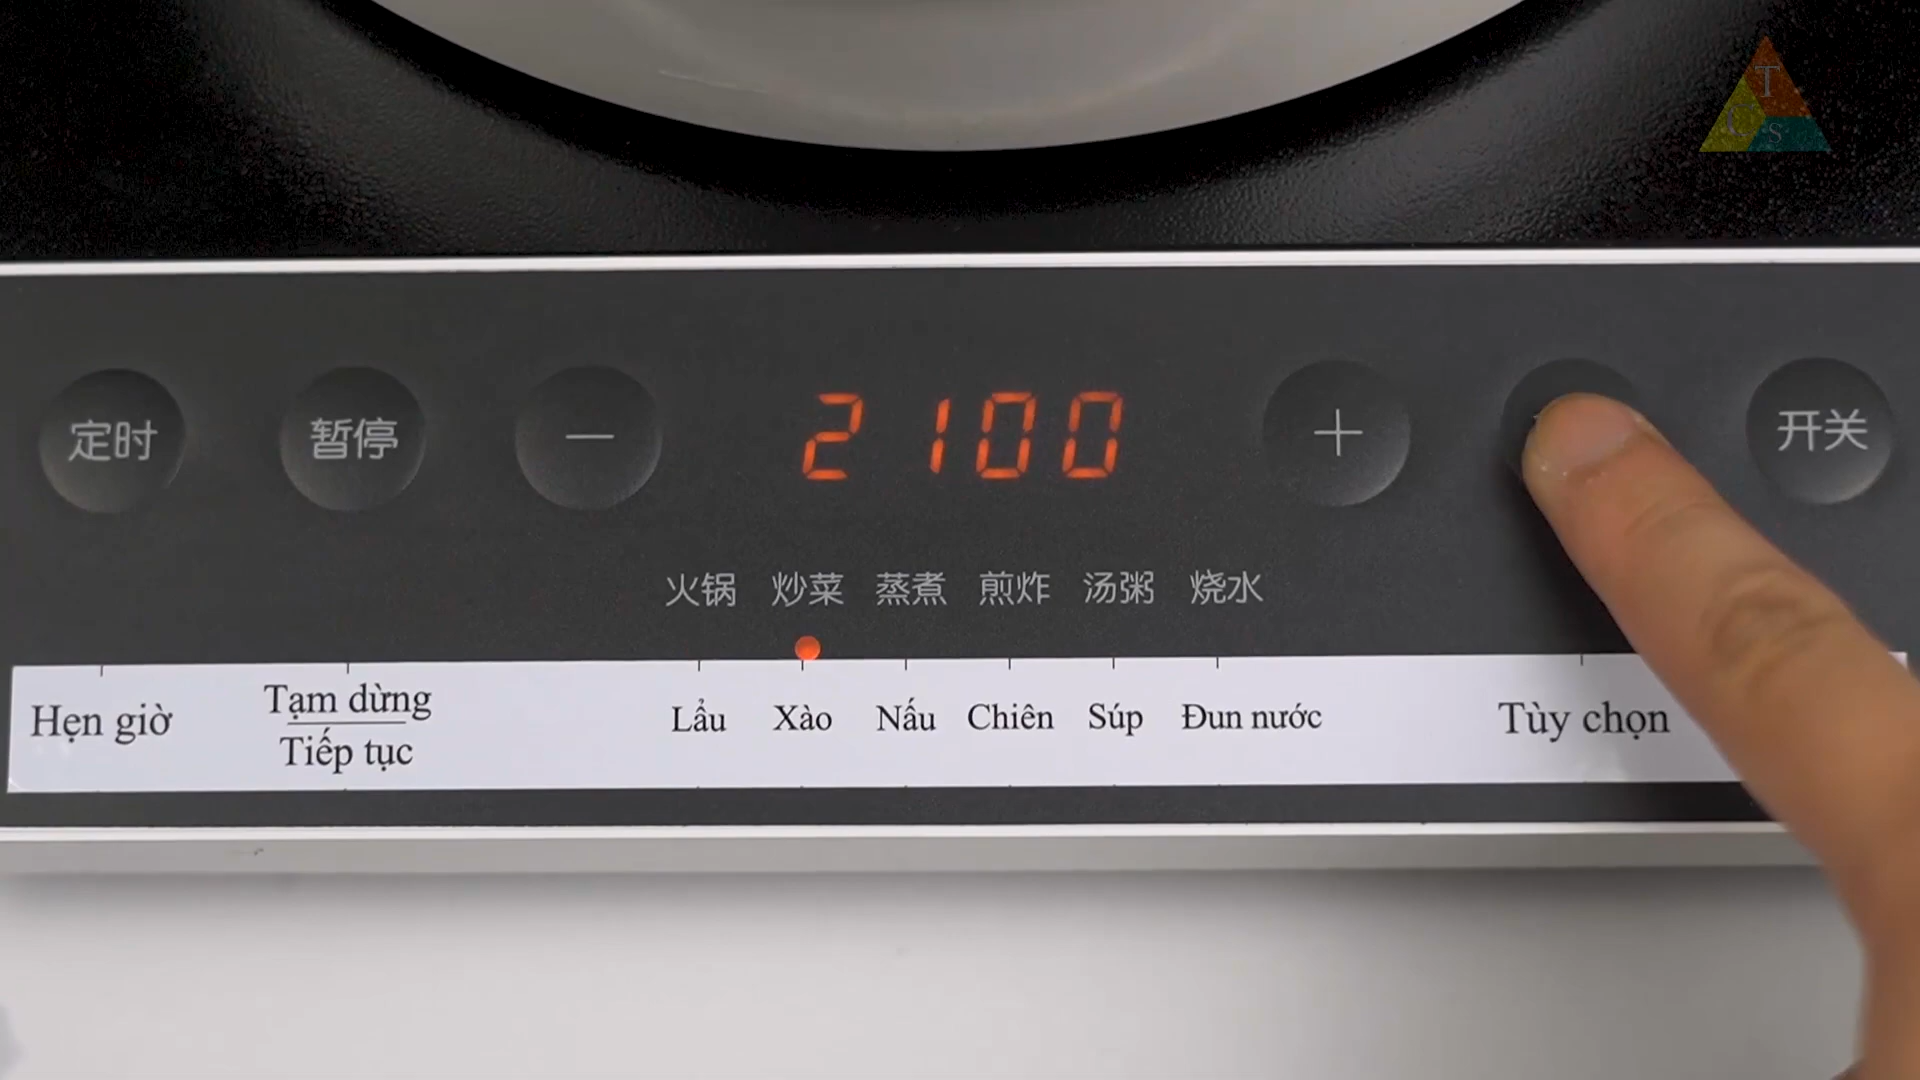 T
C S
定时 暂停 — 2100 + 开关
火锅 炒菜 蒸煮 煎炸 汤粥 烧水
Hẹn giờ Tạm dừng Lẩu Xào Nấu Chiên Súp Đun nước Tùy chọn
Tiếp tục